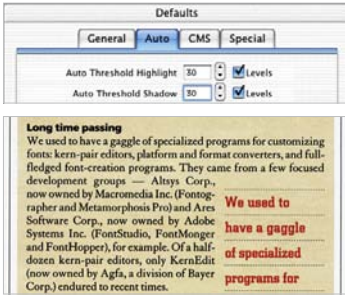 Defaults
General Auto CMS Special
Auto Threshold Highlight 30 Levels
Auto Threshold Shadow 30 Levels
Long time passing
We used to have a gaggle of specialized programs for customizing
fonts: kern-pair editors, platform and format converters, and full-
fledged font-creation programs. They came from a few focused
development groups — Altsys Corp.,
now owned by Macromedia Inc. (Fontog-
rapher and Metamorphosis Pro) and Ares
Software Corp., now owned by Adobe
Systems Inc. (FontStudio, FontMonger
and FontHopper), for example. Of a half-
dozen kern-pair editors, only KernEdit
(now owned by Agfa, a division of Bayer
Corp.) endured to recent times.
We used to
have a gaggle
of specialized
programs for